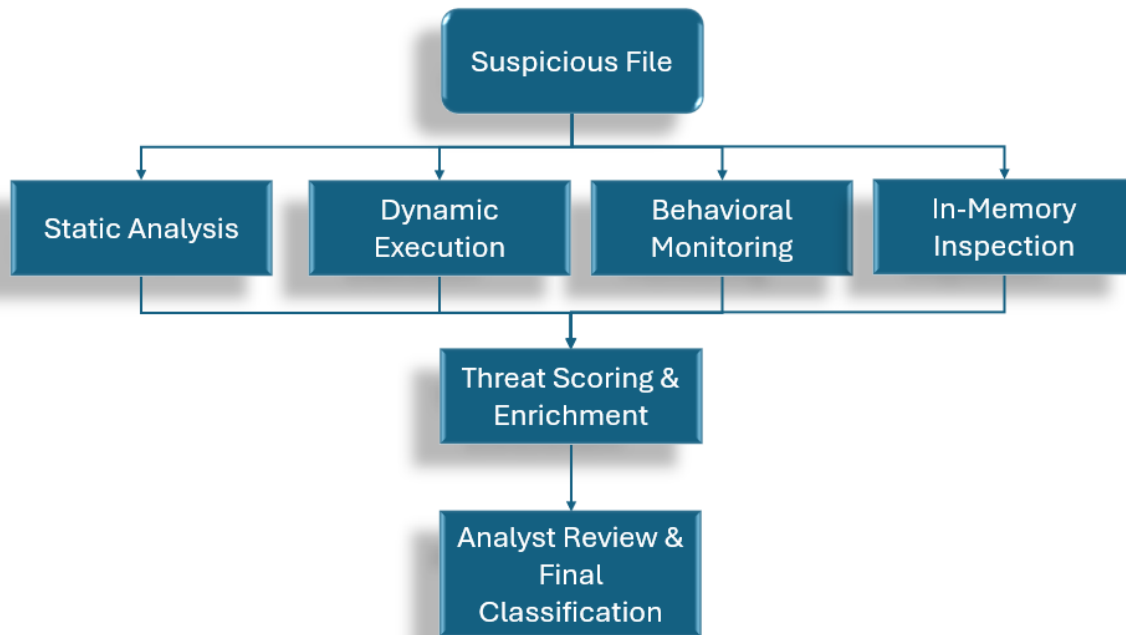 Suspicious File
Static Analysis
Dynamic
Execution
Behavioral
Monitoring
In-Memory
Inspection
Threat Scoring &
Enrichment
Analyst Review &
Final
Classification